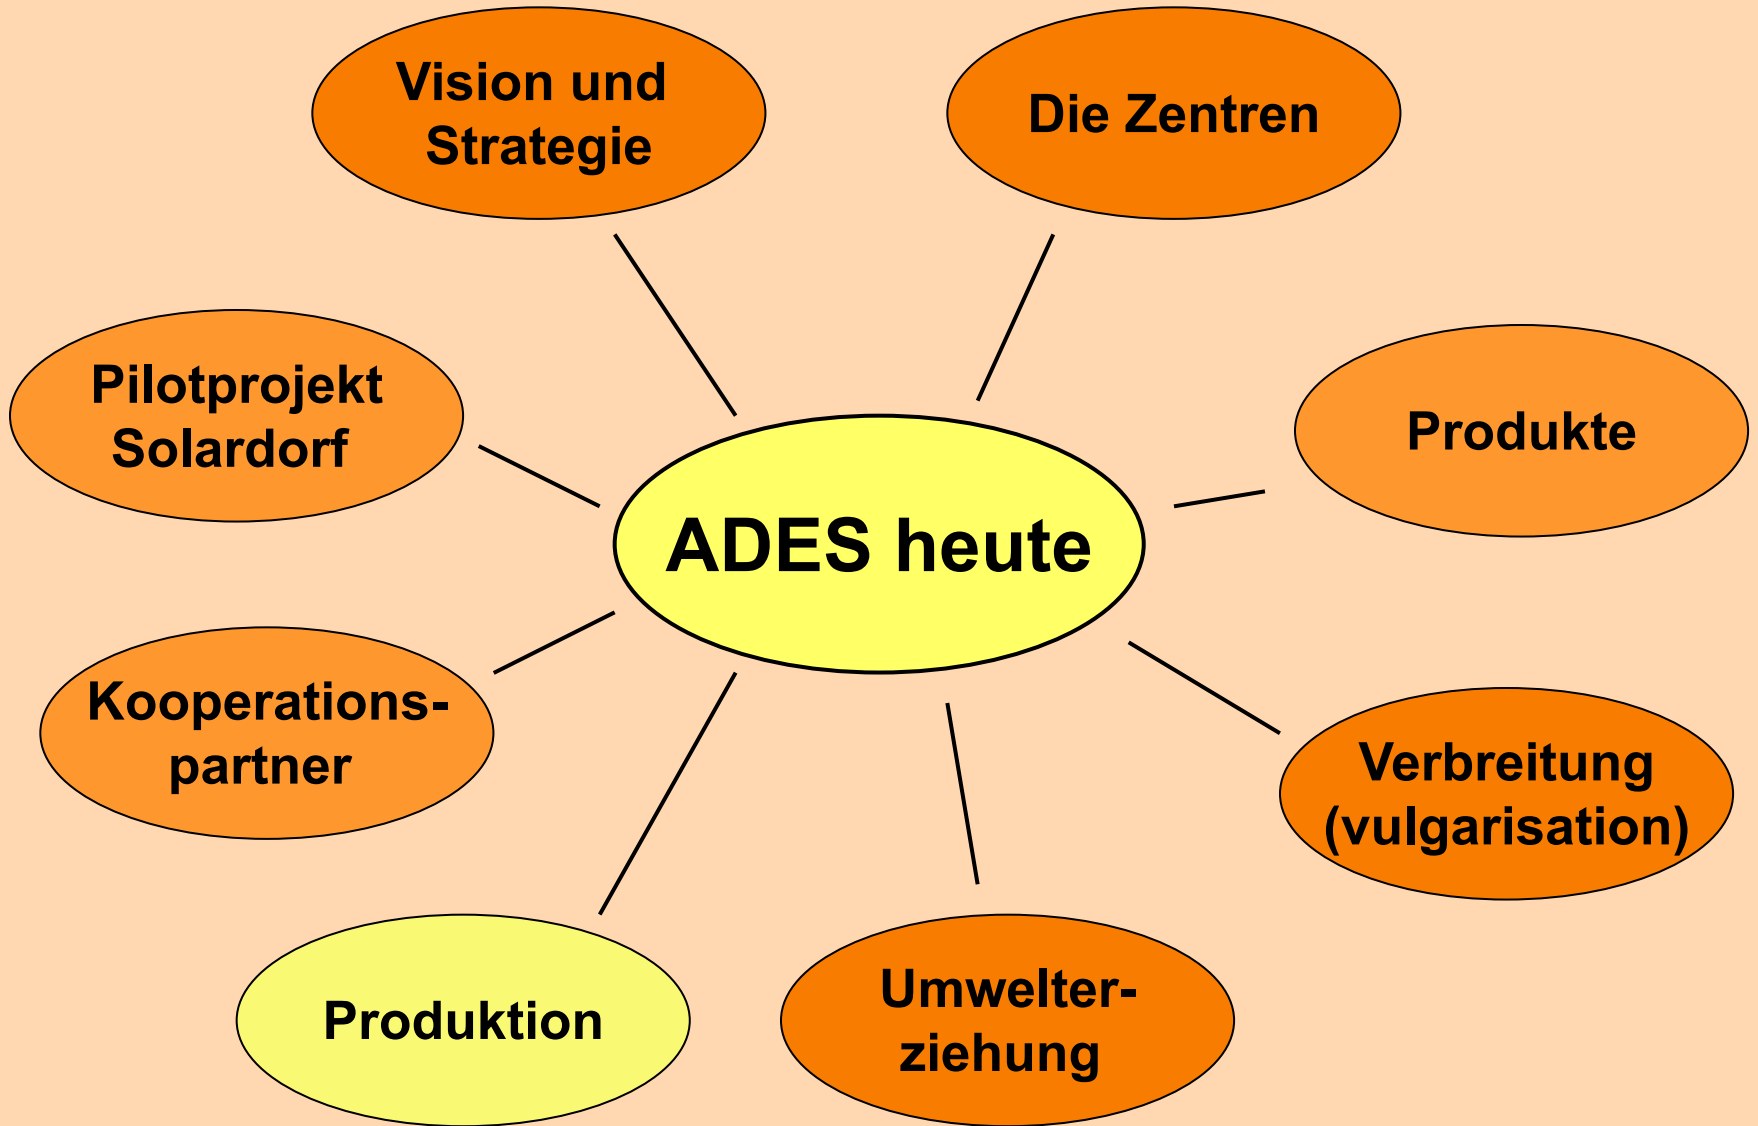 Vision und
Strategie
Die Zentren
Pilotprojekt
Solardorf
Produkte
ADES heute
Kooperations-
partner
Verbreitung
(vulgarisation)
Produktion
Umwelter-
ziehung